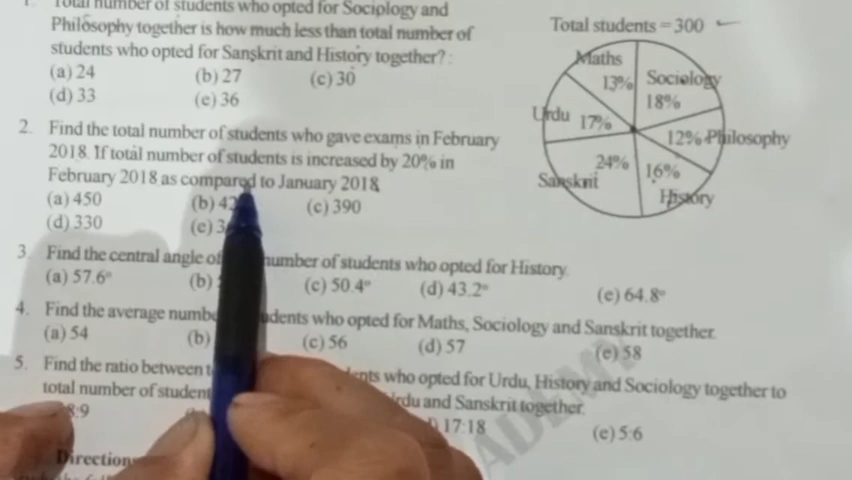 1. Total number of students who opted for Sociplogy and
Philosophy together is how much less than total number of
students who opted for Sanskrit and History together?
(a) 24 (b) 27 (c) 30
(d) 33 (e) 36
2. Find the total number of students who gave exams in February
2018. If total number of students is increased by 20% in
February 2018 as compared to January 2018.
(a) 450 (b) (c) 390
(d) 330 (e)
3. Find the central angle of number of students who opted for History.
(a) 57.6° (b) (c) 50.4° (d) 43.2° (e) 64.8°
4. Find the average students who opted for Maths, Sociology and Sanskrit together.
(a) 54 (b) (c) 56 (d) 57 (e) 58
5. Find the ratio between who opted for Urdu, History and Sociology together to
total number of and Sanskrit together.
8:9 17:18 (e) 5:6
Direction
Total students = 300
Maths 13%
Sociology 18%
Urdu 17%
12% Philosophy
Sanskrit 24%
16% History
ADEMY